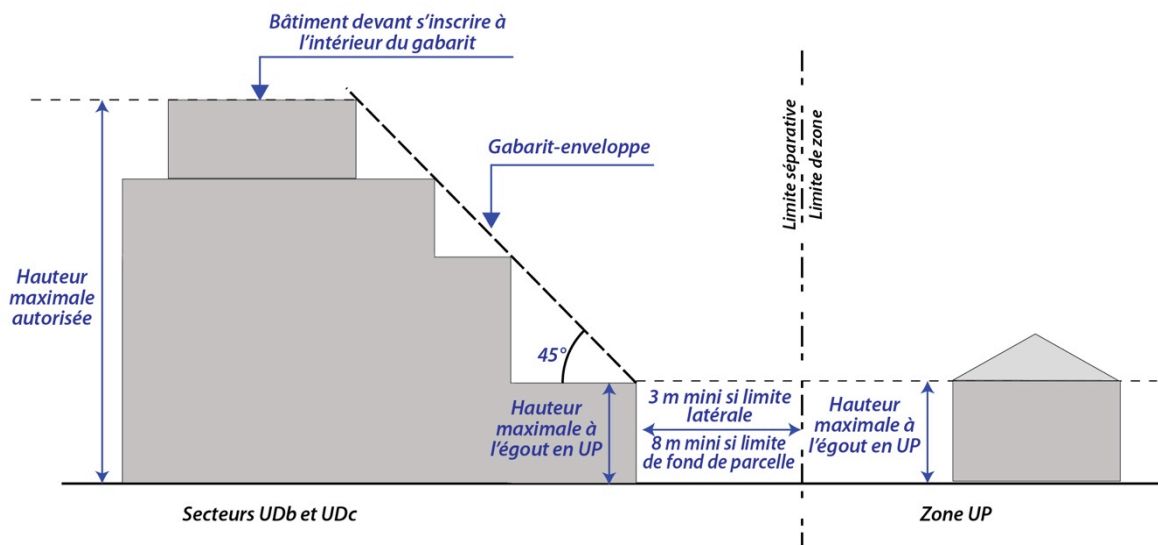 Bâtiment devant s’inscrire à
l’intérieur du gabarit
Gabarit-enveloppe
Limite séparative
Limite de zone
Hauteur
maximale
autorisée
45°
Hauteur
maximale à
l’égout en UP
3 m mini si limite
latérale
8 m mini si limite
de fond de parcelle
Hauteur
maximale à
l’égout en UP
Secteurs UDb et UDc
Zone UP